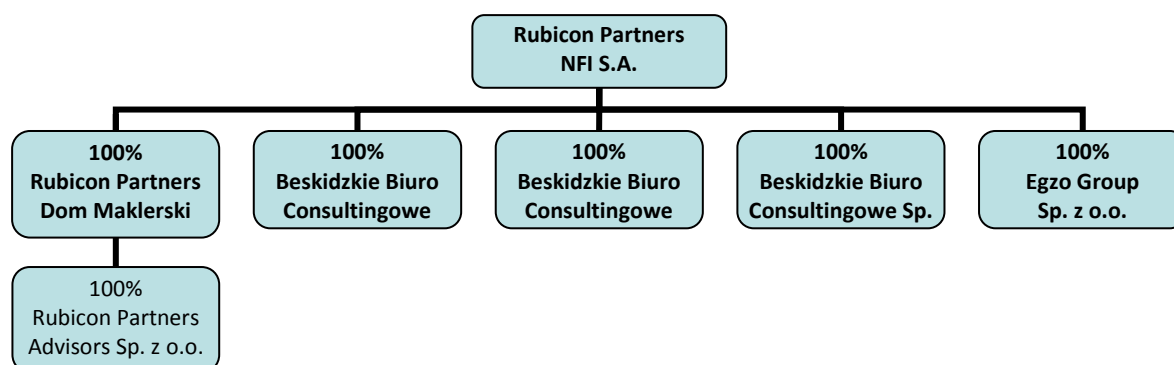 Rubicon Partners
NFI S.A.
100%
Rubicon Partners
Dom Maklerski
100%
Beskidzkie Biuro
Consultingowe
100%
Beskidzkie Biuro
Consultingowe
100%
Beskidzkie Biuro
Consultingowe Sp.
100%
Egzo Group
Sp. z o.o.
100%
Rubicon Partners
Advisors Sp. z o.o.